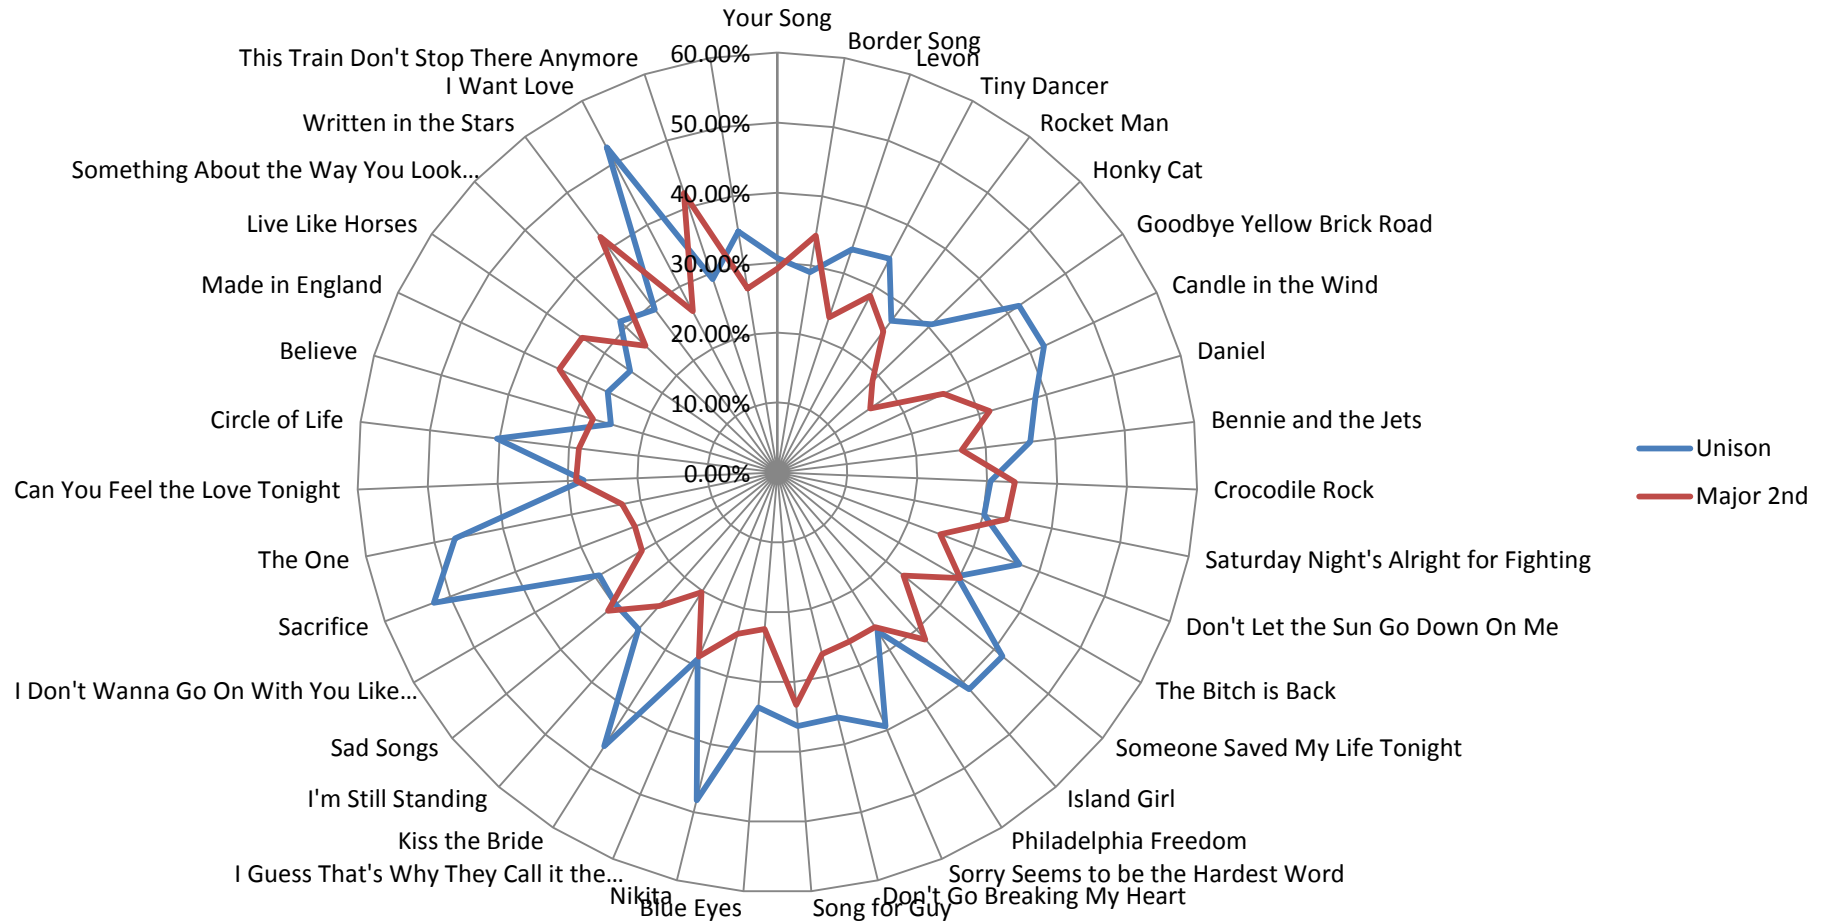 Your Song
Border Song
Levon
Tiny Dancer
Rocket Man
Honky Cat
Goodbye Yellow Brick Road
Candle in the Wind
Daniel
Bennie and the Jets
Crocodile Rock
Saturday Night's Alright for Fighting
Don't Let the Sun Go Down On Me
The Bitch is Back
Someone Saved My Life Tonight
Island Girl
Philadelphia Freedom
Sorry Seems to be the Hardest Word
Don't Go Breaking My Heart
Song for Guy
Blue Eyes
Nikita
I Guess That's Why They Call it the...
Kiss the Bride
I'm Still Standing
Sad Songs
I Don't Wanna Go On With You Like...
Sacrifice
The One
Can You Feel the Love Tonight
Circle of Life
Believe
Made in England
Live Like Horses
Something About the Way You Look...
Written in the Stars
I Want Love
This Train Don't Stop There Anymore
60.00%
50.00%
40.00%
30.00%
20.00%
10.00%
0.00%
Unison
Major 2nd